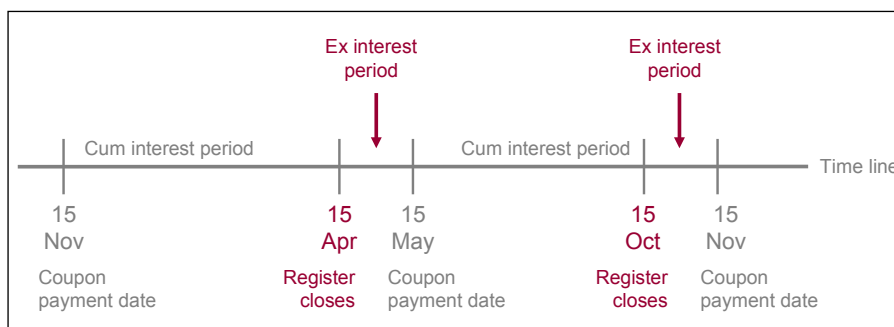 Ex interest
period
Ex interest
period
Cum interest period
Cum interest period
Time line
15
Nov
15
Apr
15
May
15
Oct
15
Nov
Coupon
payment date
Register
closes
Coupon
payment date
Register
closes
Coupon
payment date